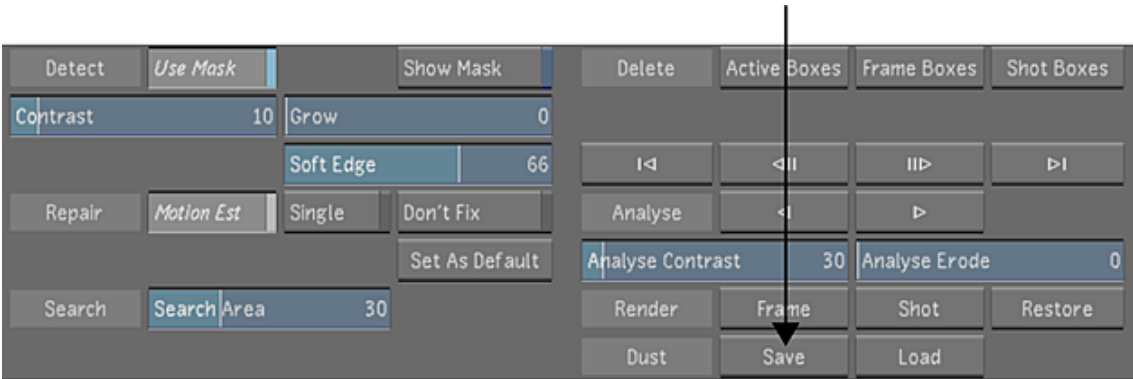 Detect Use Mask Show Mask Delete Active Boxes Frame Boxes Shot Boxes
Contrast 10 Grow 0
Soft Edge 66
Repair Motion Est Single Don't Fix Analyse
Set As Default Analyse Contrast 30 Analyse Erode 0
Search Search Area 30 Render Frame Shot Restore
Dust Save Load